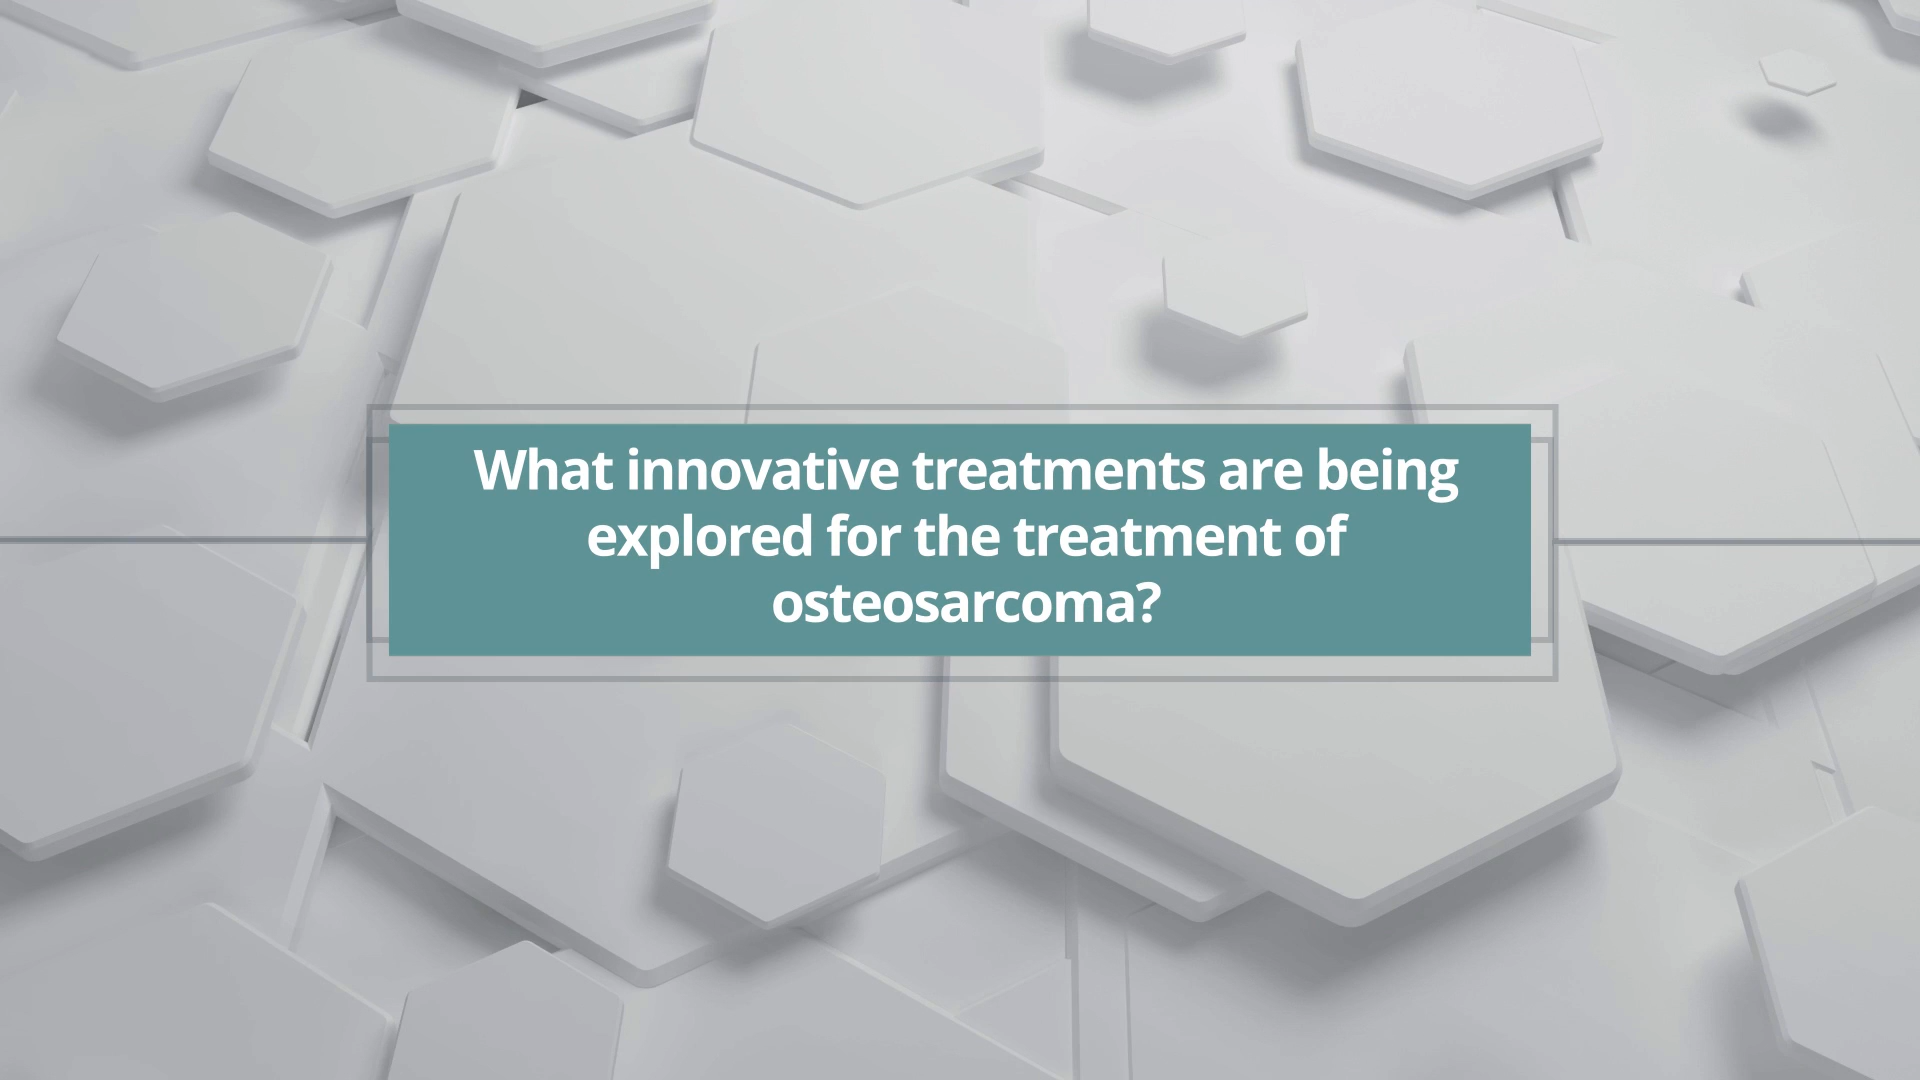 What innovative treatments are being
explored for the treatment of
osteosarcoma?